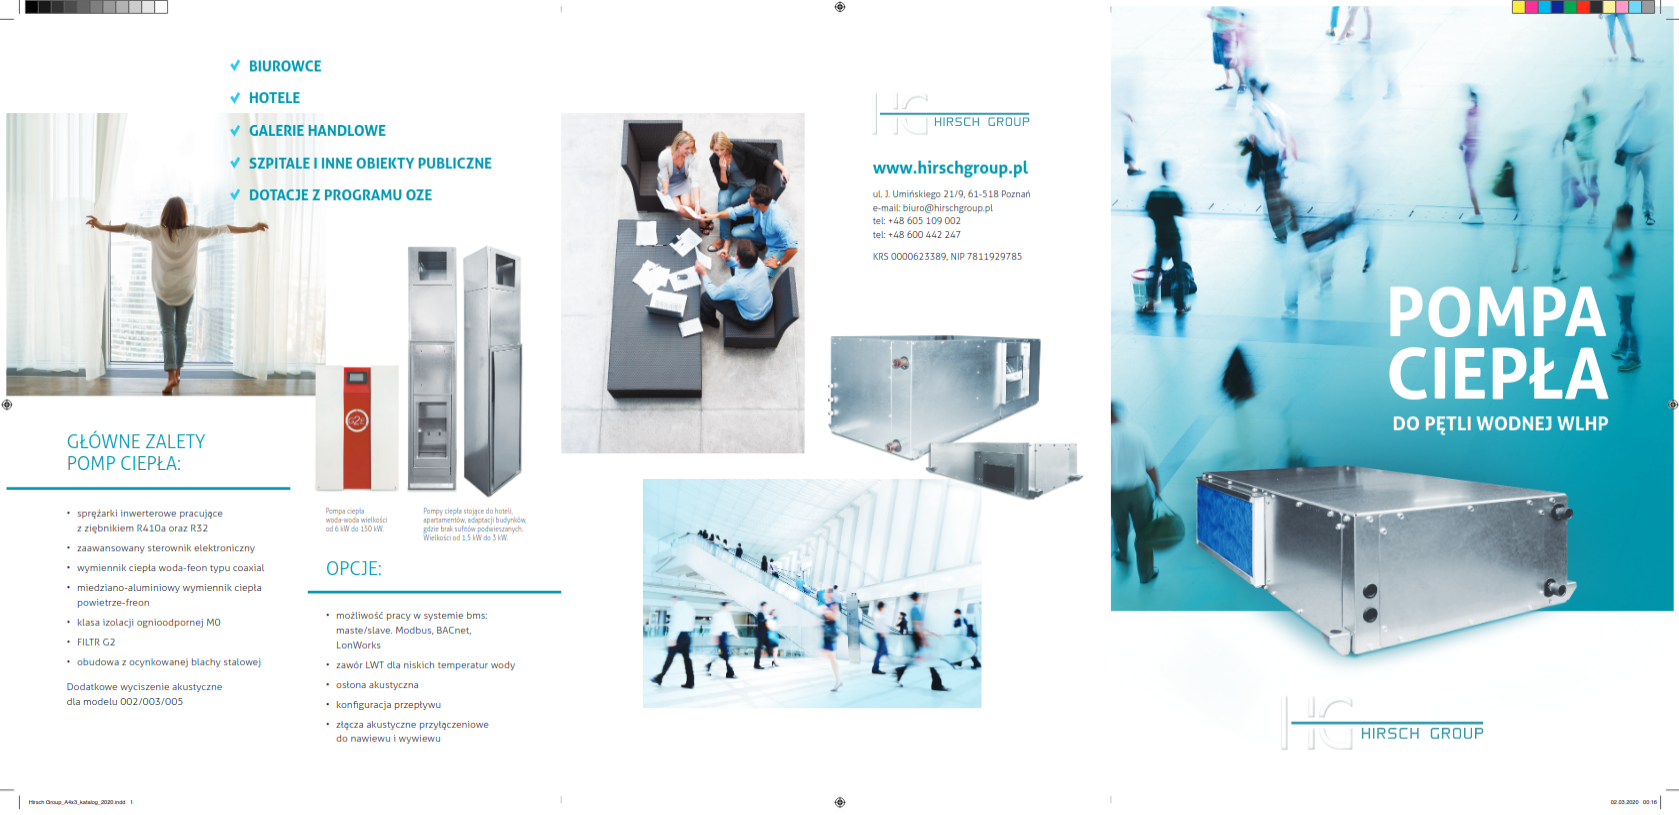 BIUROWCE
HOTELE
GALERIE HANDLOWE
SZPITALE I INNE OBIEKTY PUBLICZNE
DOTACJE Z PROGRAMU OZE
GŁÓWNE ZALETY
POMP CIEPŁA:
• sprężarki inwerterowe pracujące
z ziębnikiem R410a oraz R32
• zaawansowany sterownik elektroniczny
• wymiennik ciepła woda-feon typu coaxial
• miedziano-aluminiowy wymiennik ciepła
powietrze-freon
• klasa izolacji ognioodpornej M0
• FILTR G2
• obudowa z ocynkowanej blachy stalowej
Dodatkowe wyciszenie akustyczne
dla modelu 002/003/005
Pompa ciepła
woda-woda wielkości
od 6 kW do 150 kW.
Pompy ciepła stojące do hoteli,
apartamentów, adaptacji budynków,
gdzie brak sufitów podwieszanych.
Wielkości od 1,5 kW do 3 kW.
OPCJE:
• możliwość pracy w systemie bms:
maste/slave. Modbus, BACnet,
LonWorks
• zawór LWT dla niskich temperatur wody
• osłona akustyczna
• konfiguracja przepływu
• złącza akustyczne przyłączeniowe
do nawiewu i wywiewu
HG
HIRSCH GROUP
www.hirschgroup.pl
ul. J. Umińskiego 21/9, 61-518 Poznań
e-mail: biuro@hirschgroup.pl
tel: +48 605 109 002
tel: +48 600 442 247
KRS 0000623389, NIP 7811929785
POMPA
CIEPŁA
DO PĘTLI WODNEJ WLHP
HG
HIRSCH GROUP
Hirsch Group_A4x3_katalog_2020.indd 1
02.03.2020 00:16